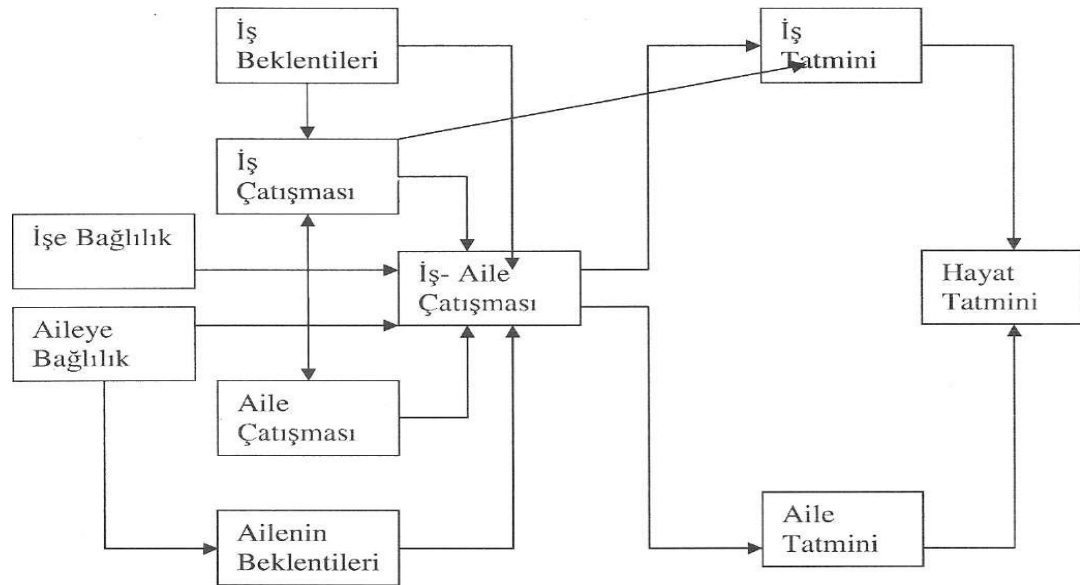 İş
Beklentileri
İş
Tatmini
İş
Çatışması
İşe Bağlılık
İş- Aile
Çatışması
Hayat
Tatmini
Aileye
Bağlılık
Aile
Çatışması
Ailenin
Beklentileri
Aile
Tatmini